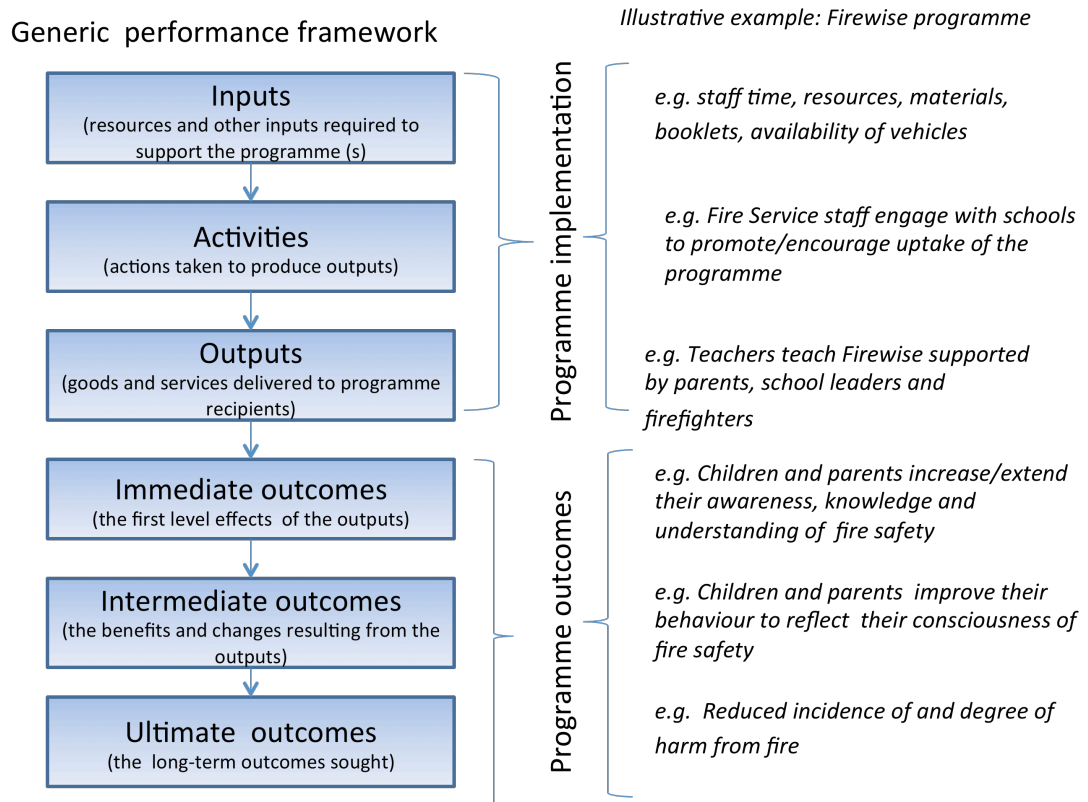 Illustrative example: Firewise programme
Generic performance framework
Inputs
(resources and other inputs required to
support the programme (s)
Activities
(actions taken to produce outputs)
Outputs
(goods and services delivered to programme
recipients)
Immediate outcomes
(the first level effects of the outputs)
Intermediate outcomes
(the benefits and changes resulting from the
outputs)
Ultimate outcomes
(the long-term outcomes sought)
Programme implementation
Programme outcomes
e.g. staff time, resources, materials,
booklets, availability of vehicles
e.g. Fire Service staff engage with schools
to promote/encourage uptake of the
programme
e.g. Teachers teach Firewise supported
by parents, school leaders and
firefighters
e.g. Children and parents increase/extend
their awareness, knowledge and
understanding of fire safety
e.g. Children and parents improve their
behaviour to reflect their consciousness of
fire safety
e.g. Reduced incidence of and degree of
harm from fire